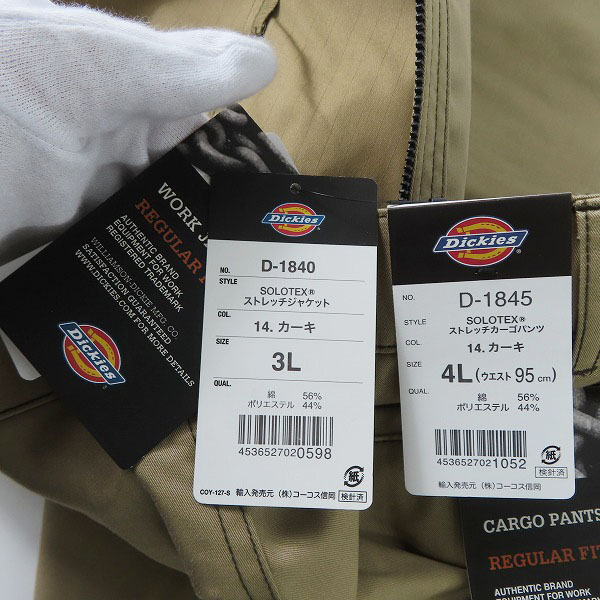 WORK J
REGULAR F
AUTHENTIC BRAND
EQUIPMENT FOR WORK
REGISTERED TRADEMARK
WILLIAMSON-DICKIE MFG.CO
SATISFACTION GUARANTEED
WWW.DICKIES.COM FOR MORE DETAILS
Dickies
Dickies
NO. D-1840
STYLE SOLOTEX®
ストレッチジャケット
COL. 14. カーキ
SIZE 3L
QUAL. 綿 56%
ポリエステル 44%
4536527020598
紙
COY-127-S 輸入発売元 (株)コーコス信岡 検針済
Dickies
NO. D-1845
STYLE SOLOTEX®
ストレッチカーゴパンツ
COL. 14. カーキ
SIZE 4L(ウエスト 95cm)
QUAL. 綿 56%
ポリエステル 44%
4536527021052
紙
検針済
輸入発売元 (株)コーコス信岡
CARGO PANTS
REGULAR FIT
AUTHENTIC BRAND
EQUIPMENT FOR WORK